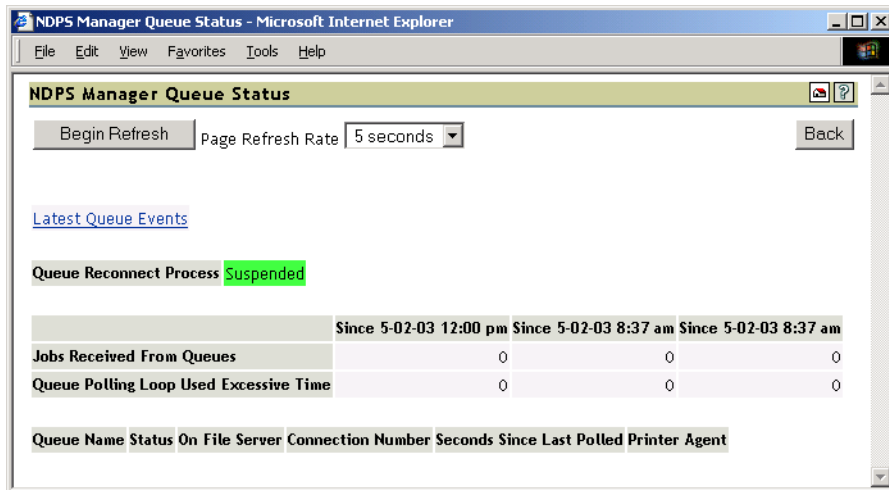 NDPS Manager Queue Status - Microsoft Internet Explorer
File Edit View Favorites Tools Help
NDPS Manager Queue Status ?
Begin Refresh Page Refresh Rate 5 seconds Back
Latest Queue Events
Queue Reconnect Process Suspended
Since 5-02-03 12:00 pm Since 5-02-03 8:37 am Since 5-02-03 8:37 am
Jobs Received From Queues 0 0 0
Queue Polling Loop Used Excessive Time 0 0 0
Queue Name Status On File Server Connection Number Seconds Since Last Polled Printer Agent